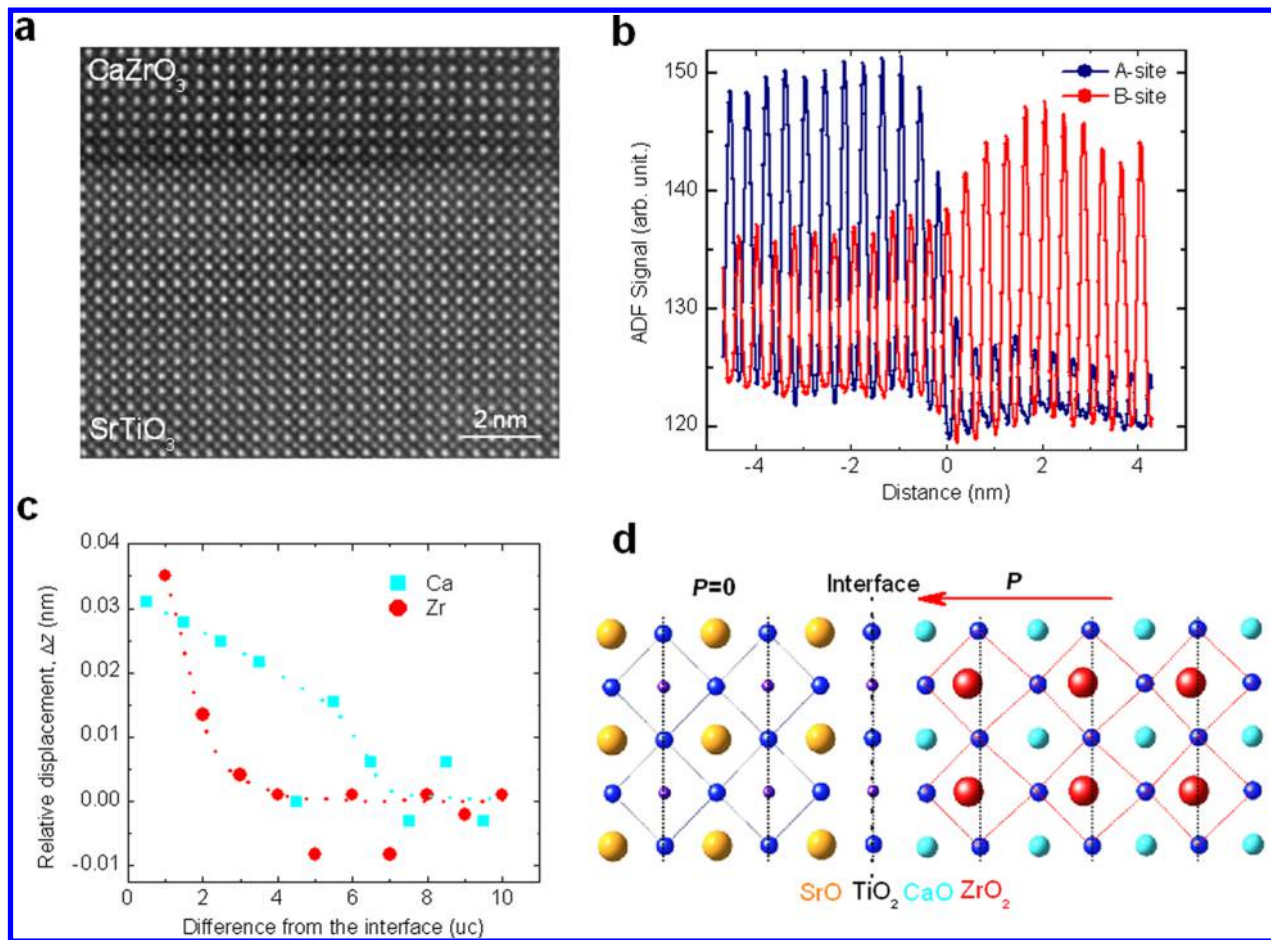 a
CaZrO3
SrTiO3
2 nm
b
A-site
B-site
150
140
130
120
ADF Signal (arb. unit.)
-4
-2
0
2
4
Distance (nm)
c
Ca
Zr
0.04
0.03
0.02
0.01
0.00
-0.01
Relative displacement, Δz (nm)
0
2
4
6
8
10
Difference from the interface (uc)
d
P=0
Interface
P
SrO TiO2 CaO ZrO2